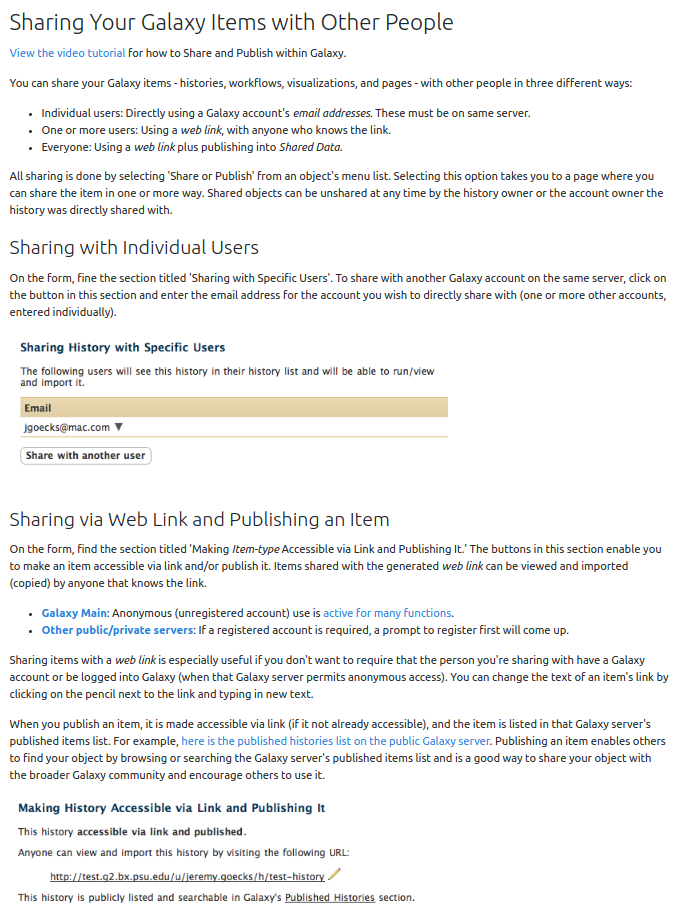 Sharing Your Galaxy Items with Other People
View the video tutorial for how to Share and Publish within Galaxy.
You can share your Galaxy items - histories, workflows, visualizations, and pages - with other people in three different ways:
• Individual users: Directly using a Galaxy account's email addresses. These must be on same server.
• One or more users: Using a web link, with anyone who knows the link.
• Everyone: Using a web link plus publishing into Shared Data.
All sharing is done by selecting 'Share or Publish' from an object's menu list. Selecting this option takes you to a page where you
can share the item in one or more way. Shared objects can be unshared at any time by the history owner or the account owner the
history was directly shared with.
Sharing with Individual Users
On the form, fine the section titled 'Sharing with Specific Users'. To share with another Galaxy account on the same server, click on
the button in this section and enter the email address for the account you wish to directly share with (one or more other accounts,
entered individually).
Sharing History with Specific Users
The following users will see this history in their history list and will be able to run/view
and import it.
Email
jgoecks@mac.com ▼
Share with another user
Sharing via Web Link and Publishing an Item
On the form, find the section titled 'Making Item-type Accessible via Link and Publishing It.' The buttons in this section enable you
to make an item accessible via link and/or publish it. Items shared with the generated web link can be viewed and imported
(copied) by anyone that knows the link.
• Galaxy Main: Anonymous (unregistered account) use is active for many functions.
• Other public/private servers: If a registered account is required, a prompt to register first will come up.
Sharing items with a web link is especially useful if you don't want to require that the person you're sharing with have a Galaxy
account or be logged into Galaxy (when that Galaxy server permits anonymous access). You can change the text of an item's link by
clicking on the pencil next to the link and typing in new text.
When you publish an item, it is made accessible via link (if it not already accessible), and the item is listed in that Galaxy server's
published items list. For example, here is the published histories list on the public Galaxy server. Publishing an item enables others
to find your object by browsing or searching the Galaxy server's published items list and is a good way to share your object with
the broader Galaxy community and encourage others to use it.
Making History Accessible via Link and Publishing It
This history accessible via link and published.
Anyone can view and import this history by visiting the following URL:
http://test.g2.bx.psu.edu/u/jeremy.goecks/h/test-history
This history is publicly listed and searchable in Galaxy's Published Histories section.